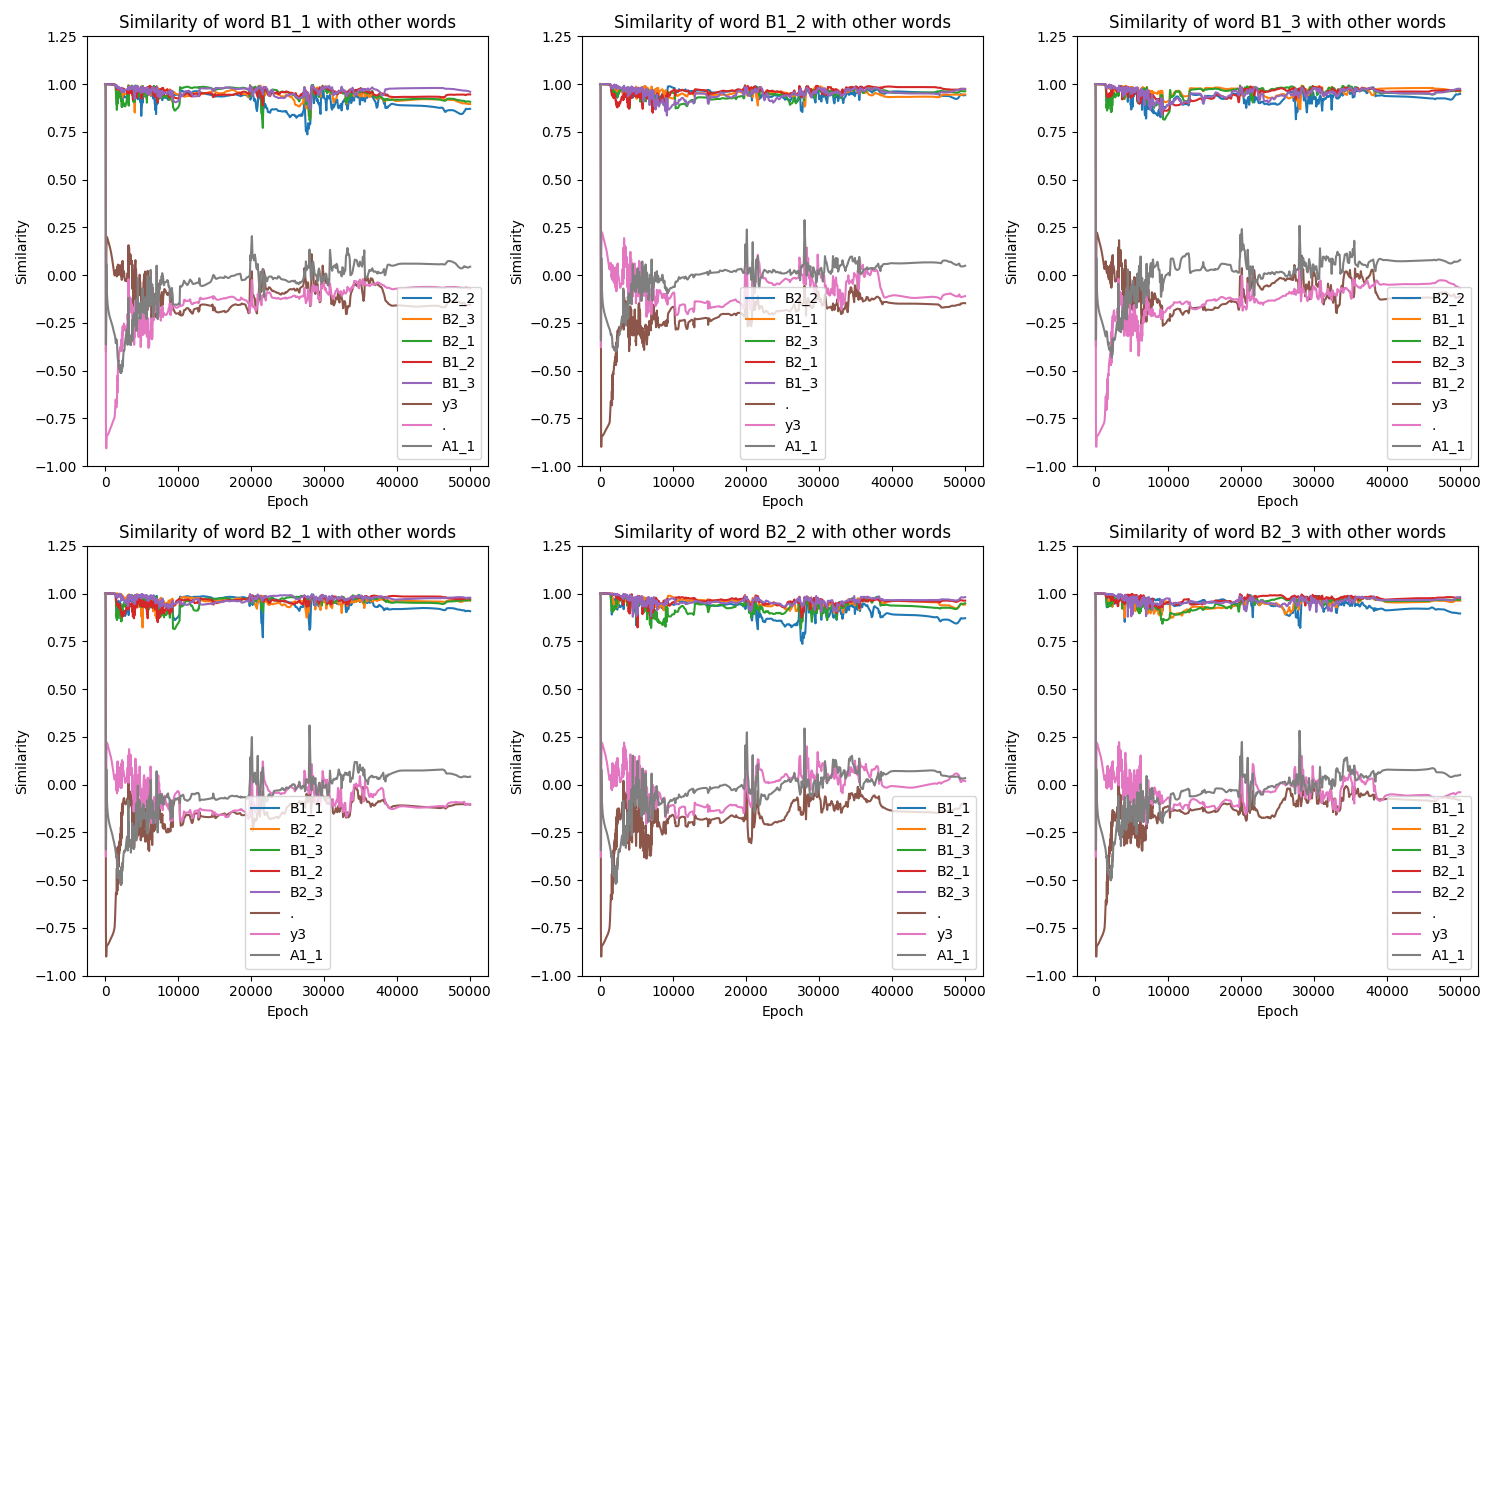 Similarity of word B1_1 with other words
1.25
1.00
0.75
0.50
0.25
0.00
−0.25
−0.50
−0.75
−1.00
Similarity
0 10000 20000 30000 40000 50000
Epoch
B2_2
B2_3
B2_1
B1_2
B1_3
y3
.
A1_1
Similarity of word B1_2 with other words
1.25
1.00
0.75
0.50
0.25
0.00
−0.25
−0.50
−0.75
−1.00
Similarity
0 10000 20000 30000 40000 50000
Epoch
B2_2
B1_1
B2_3
B2_1
B1_3
.
y3
A1_1
Similarity of word B1_3 with other words
1.25
1.00
0.75
0.50
0.25
0.00
−0.25
−0.50
−0.75
−1.00
Similarity
0 10000 20000 30000 40000 50000
Epoch
B2_2
B1_1
B2_1
B2_3
B1_2
y3
.
A1_1
Similarity of word B2_1 with other words
1.25
1.00
0.75
0.50
0.25
0.00
−0.25
−0.50
−0.75
−1.00
Similarity
0 10000 20000 30000 40000 50000
Epoch
B1_1
B2_2
B1_3
B1_2
B2_3
.
y3
A1_1
Similarity of word B2_2 with other words
1.25
1.00
0.75
0.50
0.25
0.00
−0.25
−0.50
−0.75
−1.00
Similarity
0 10000 20000 30000 40000 50000
Epoch
B1_1
B1_2
B1_3
B2_1
B2_3
.
y3
A1_1
Similarity of word B2_3 with other words
1.25
1.00
0.75
0.50
0.25
0.00
−0.25
−0.50
−0.75
−1.00
Similarity
0 10000 20000 30000 40000 50000
Epoch
B1_1
B1_2
B1_3
B2_1
B2_2
.
y3
A1_1